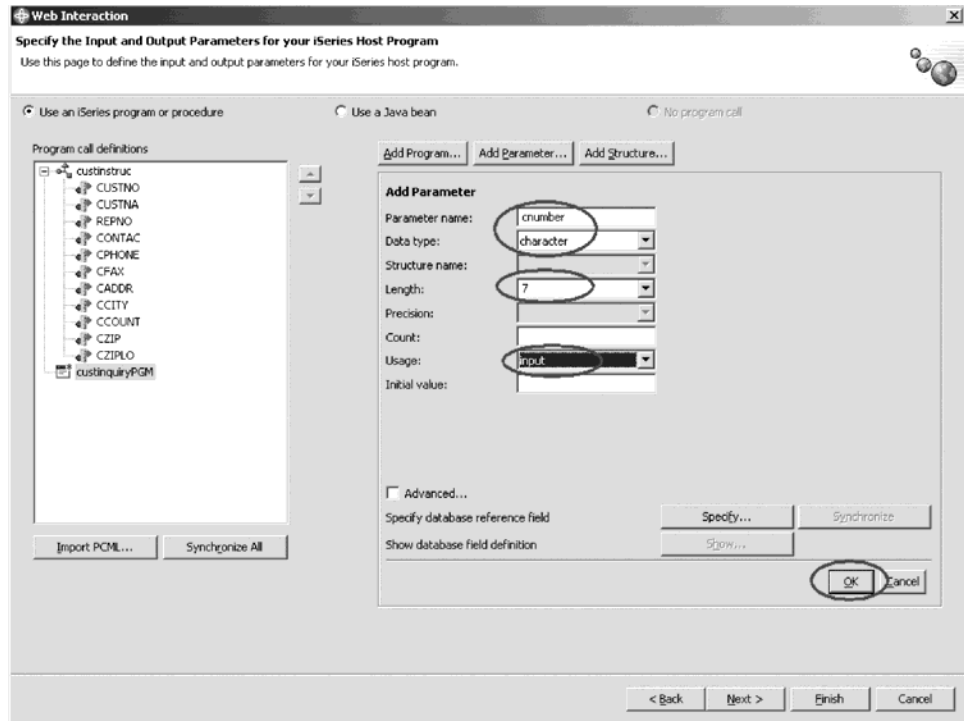 Web Interaction
Specify the Input and Output Parameters for your iSeries Host Program
Use this page to define the input and output parameters for your iSeries host program.
Use an iSeries program or procedure
Use a Java bean
No program call
Program call definitions
custinstruc
CUSTNO
CUSTNA
REPNO
CONTAC
CPHONE
CFAX
CADDR
CCITY
CCOUNT
CZIP
CZIPLO
custinquiryPGM
Import PCML...
Synchronize All
Add Program...
Add Parameter...
Add Structure...
Add Parameter
Parameter name: cnumber
Data type: character
Structure name:
Length: 7
Precision:
Count:
Usage: input
Initial value:
Advanced...
Specify database reference field
Specify...
Synchronize
Show database field definition
Show...
OK
Cancel
< Back
Next >
Finish
Cancel